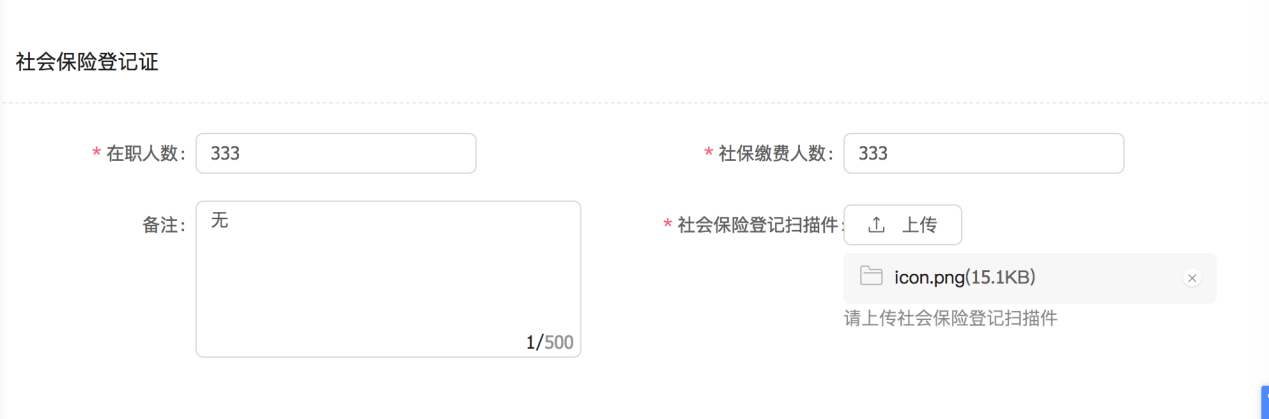 社会保险登记证
* 在职人数: 333
* 社保缴费人数: 333
备注: 无
* 社会保险登记扫描件: 上传
icon.png(15.1KB)
请上传社会保险登记扫描件
1/500